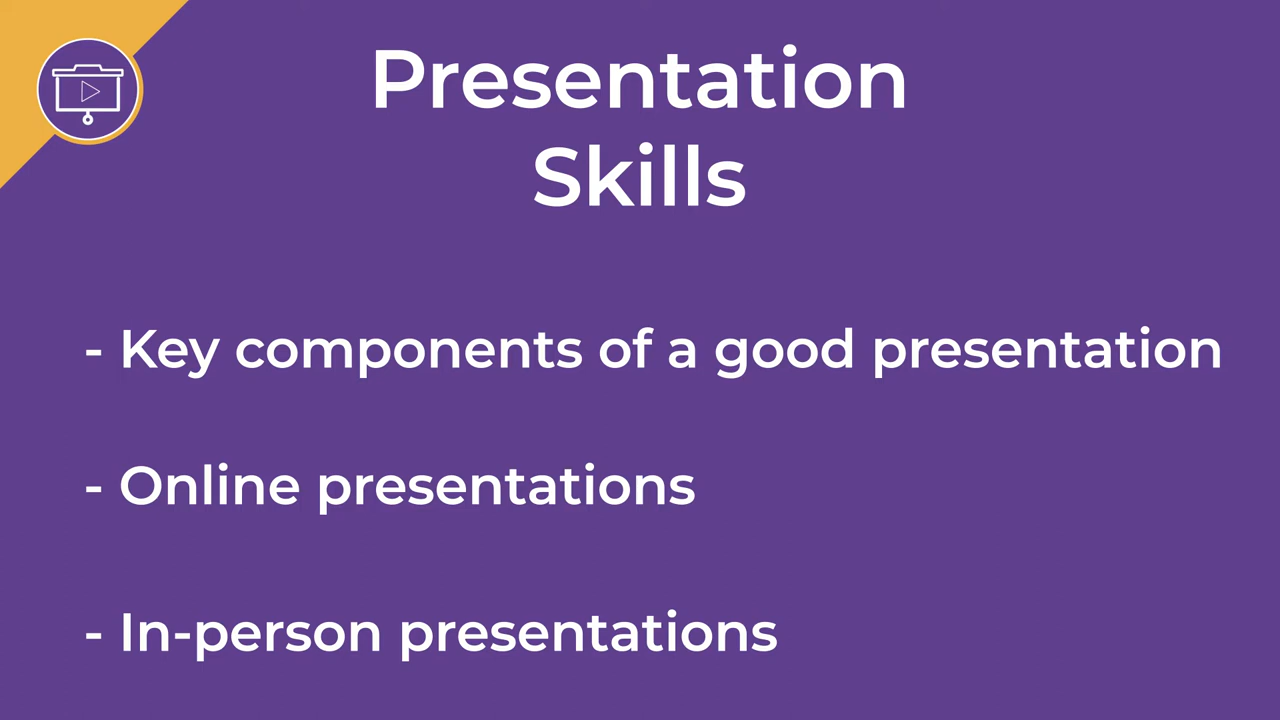 Presentation
Skills
- Key components of a good presentation
- Online presentations
- In-person presentations